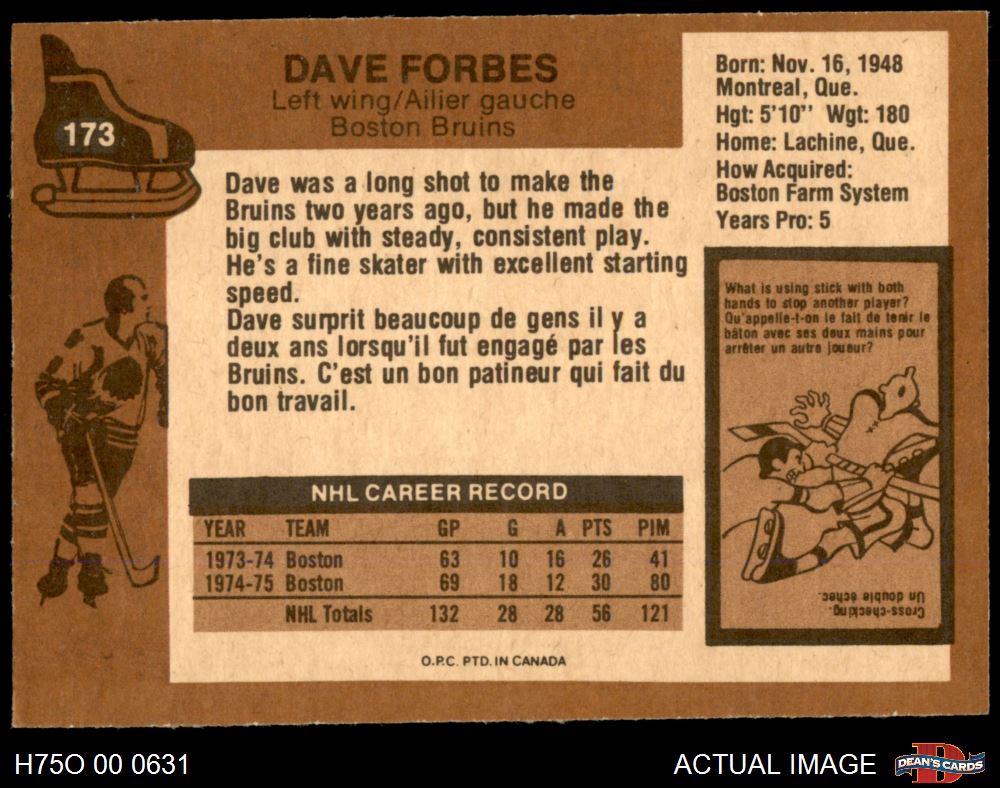 173
DAVE FORBES
Left wing/Ailier gauche
Boston Bruins
Born: Nov. 16, 1948
Montreal, Que.
Hgt: 5'10'' Wgt: 180
Home: Lachine, Que.
How Acquired:
Boston Farm System
Years Pro: 5
Dave was a long shot to make the
Bruins two years ago, but he made the
big club with steady, consistent play.
He's a fine skater with excellent starting
speed.
Dave surprit beaucoup de gens il y a
deux ans lorsqu'il fut engagé par les
Bruins. C'est un bon patineur qui fait du
bon travail.
What is using stick with both
hands to stop another player?
Qu'appelle-t-on le fait de tenir le
bâton avec ses deux mains pour
arrêter un autre joueur?
Cross-checking.
Un double échec.
NHL CAREER RECORD
YEAR TEAM GP G A PTS PIM
1973-74 Boston 63 10 16 26 41
1974-75 Boston 69 18 12 30 80
NHL Totals 132 28 28 56 121
O.P.C. PTD. IN CANADA
H75O 00 0631
ACTUAL IMAGE
DEAN'S CARDS